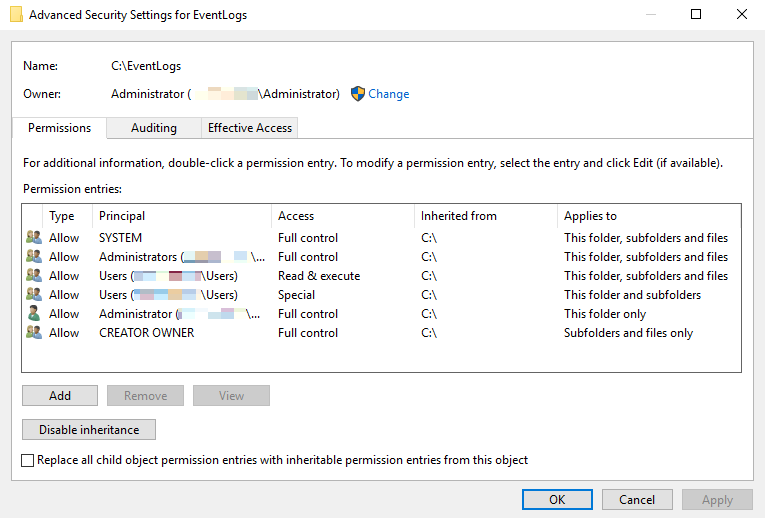 Advanced Security Settings for EventLogs
Name: C:\EventLogs
Owner: Administrator ( \Administrator) Change
Permissions Auditing Effective Access
For additional information, double-click a permission entry. To modify a permission entry, select the entry and click Edit (if available).
Permission entries:
Type Principal Access Inherited from Applies to
Allow SYSTEM Full control C:\ This folder, subfolders and files
Allow Administrators ( \... Full control C:\ This folder, subfolders and files
Allow Users ( \Users) Read & execute C:\ This folder, subfolders and files
Allow Users ( \Users) Special C:\ This folder and subfolders
Allow Administrator ( \... Full control C:\ This folder only
Allow CREATOR OWNER Full control C:\ Subfolders and files only
Add Remove View
Disable inheritance
Replace all child object permission entries with inheritable permission entries from this object
OK Cancel Apply